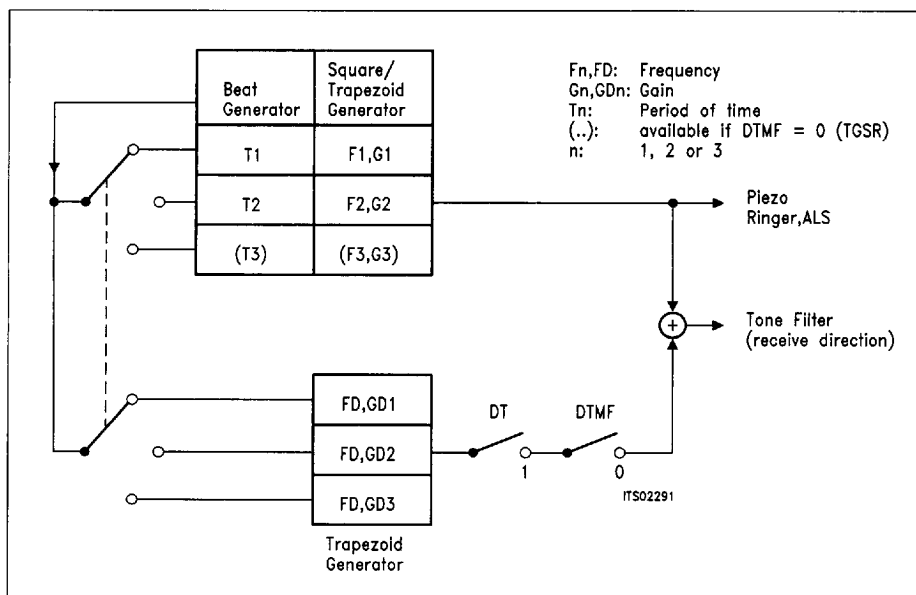 Beat
Generator
Square/
Trapezoid
Generator
T1
F1,G1
T2
F2,G2
(T3)
(F3,G3)
Fn,FD: Frequency
Gn,GDn: Gain
Tn: Period of time
(..): available if DTMF = 0 (TGSR)
n: 1, 2 or 3
Piezo
Ringer,ALS
+
Tone Filter
(receive direction)
FD,GD1
FD,GD2
FD,GD3
DT
DTMF
1
0
ITS02291
Trapezoid
Generator